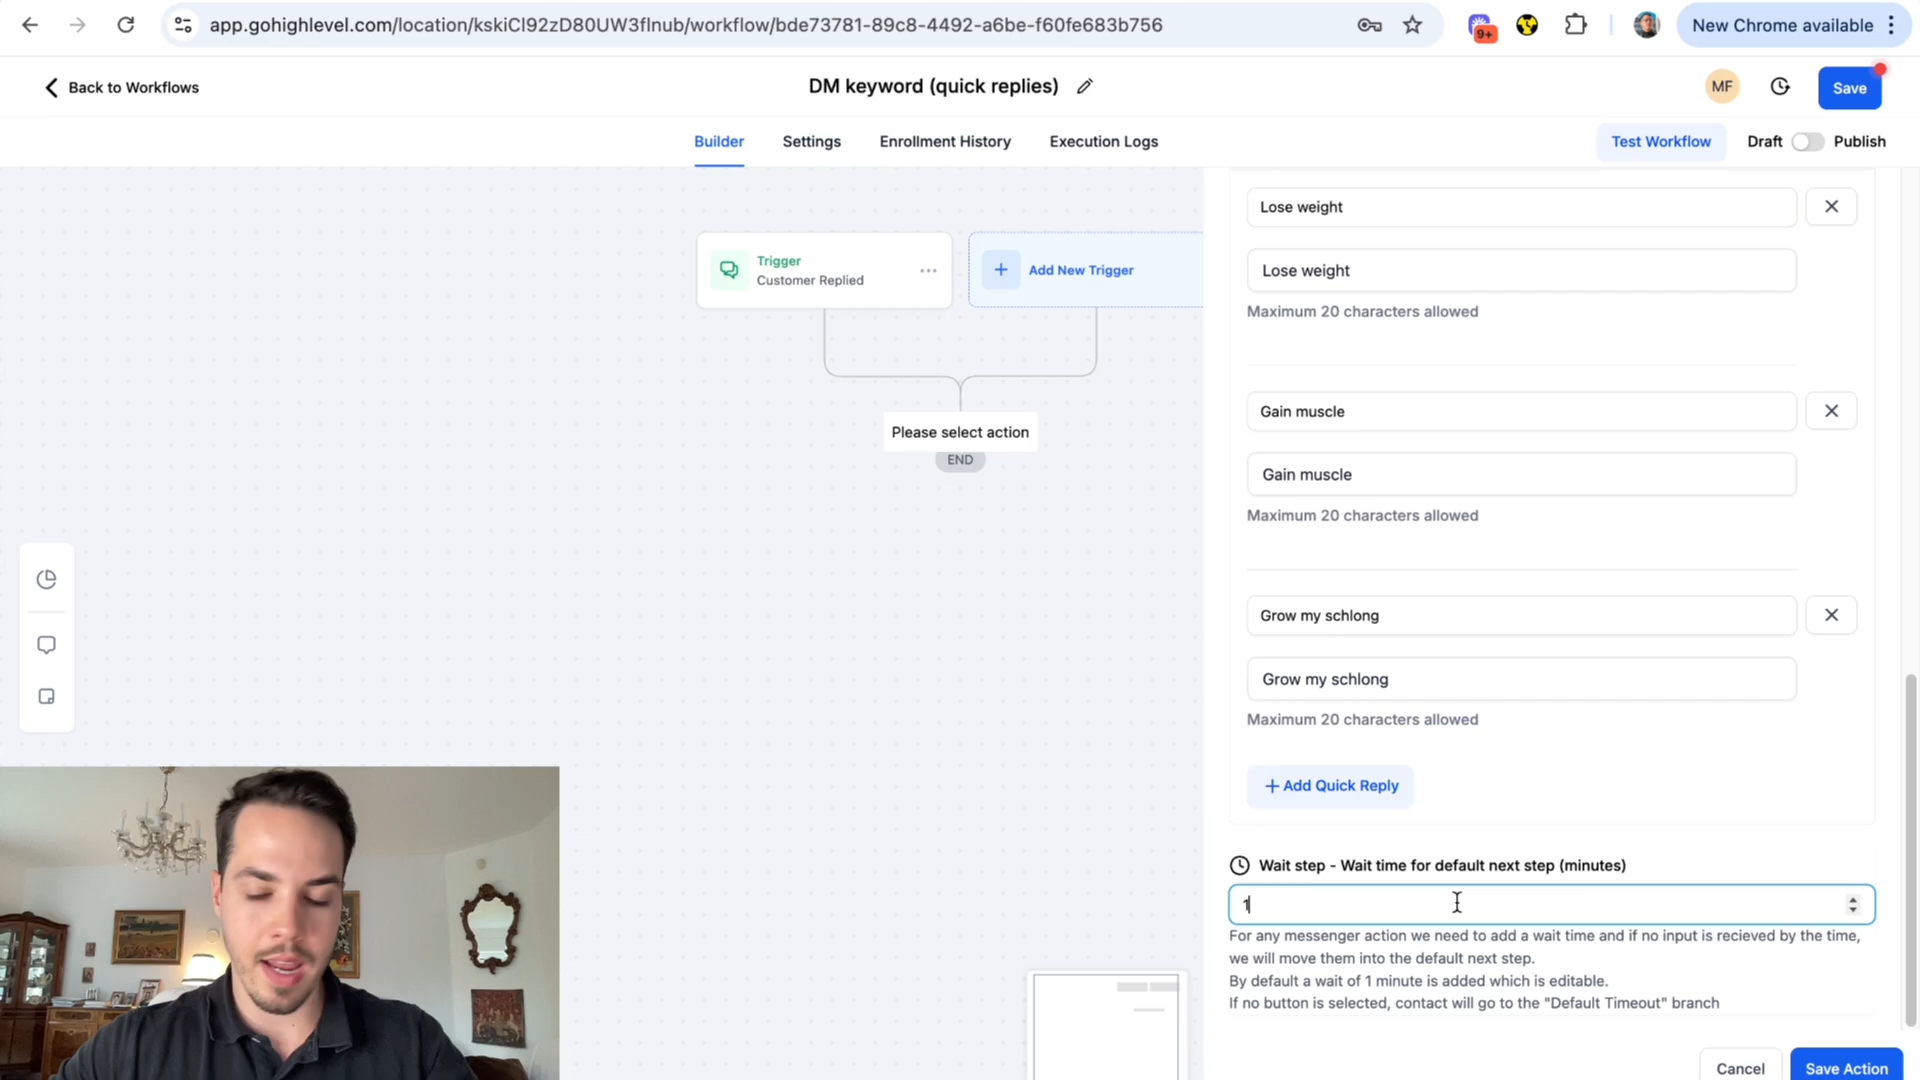 app.gohighlevel.com/location/kskiCl92zD80UW3flnub/workflow/bde73781-89c8-4492-a6be-f60fe683b756
9+
New Chrome available
Back to Workflows
DM keyword (quick replies)
MF
Save
Builder
Settings
Enrollment History
Execution Logs
Test Workflow
Draft
Publish
Trigger
Customer Replied
Add New Trigger
Please select action
END
Lose weight
Lose weight
Maximum 20 characters allowed
Gain muscle
Gain muscle
Maximum 20 characters allowed
Grow my schlong
Grow my schlong
Maximum 20 characters allowed
+ Add Quick Reply
Wait step - Wait time for default next step (minutes)
1
For any messenger action we need to add a wait time and if no input is recieved by the time,
we will move them into the default next step.
By default a wait of 1 minute is added which is editable.
If no button is selected, contact will go to the "Default Timeout" branch
Cancel
Save Action